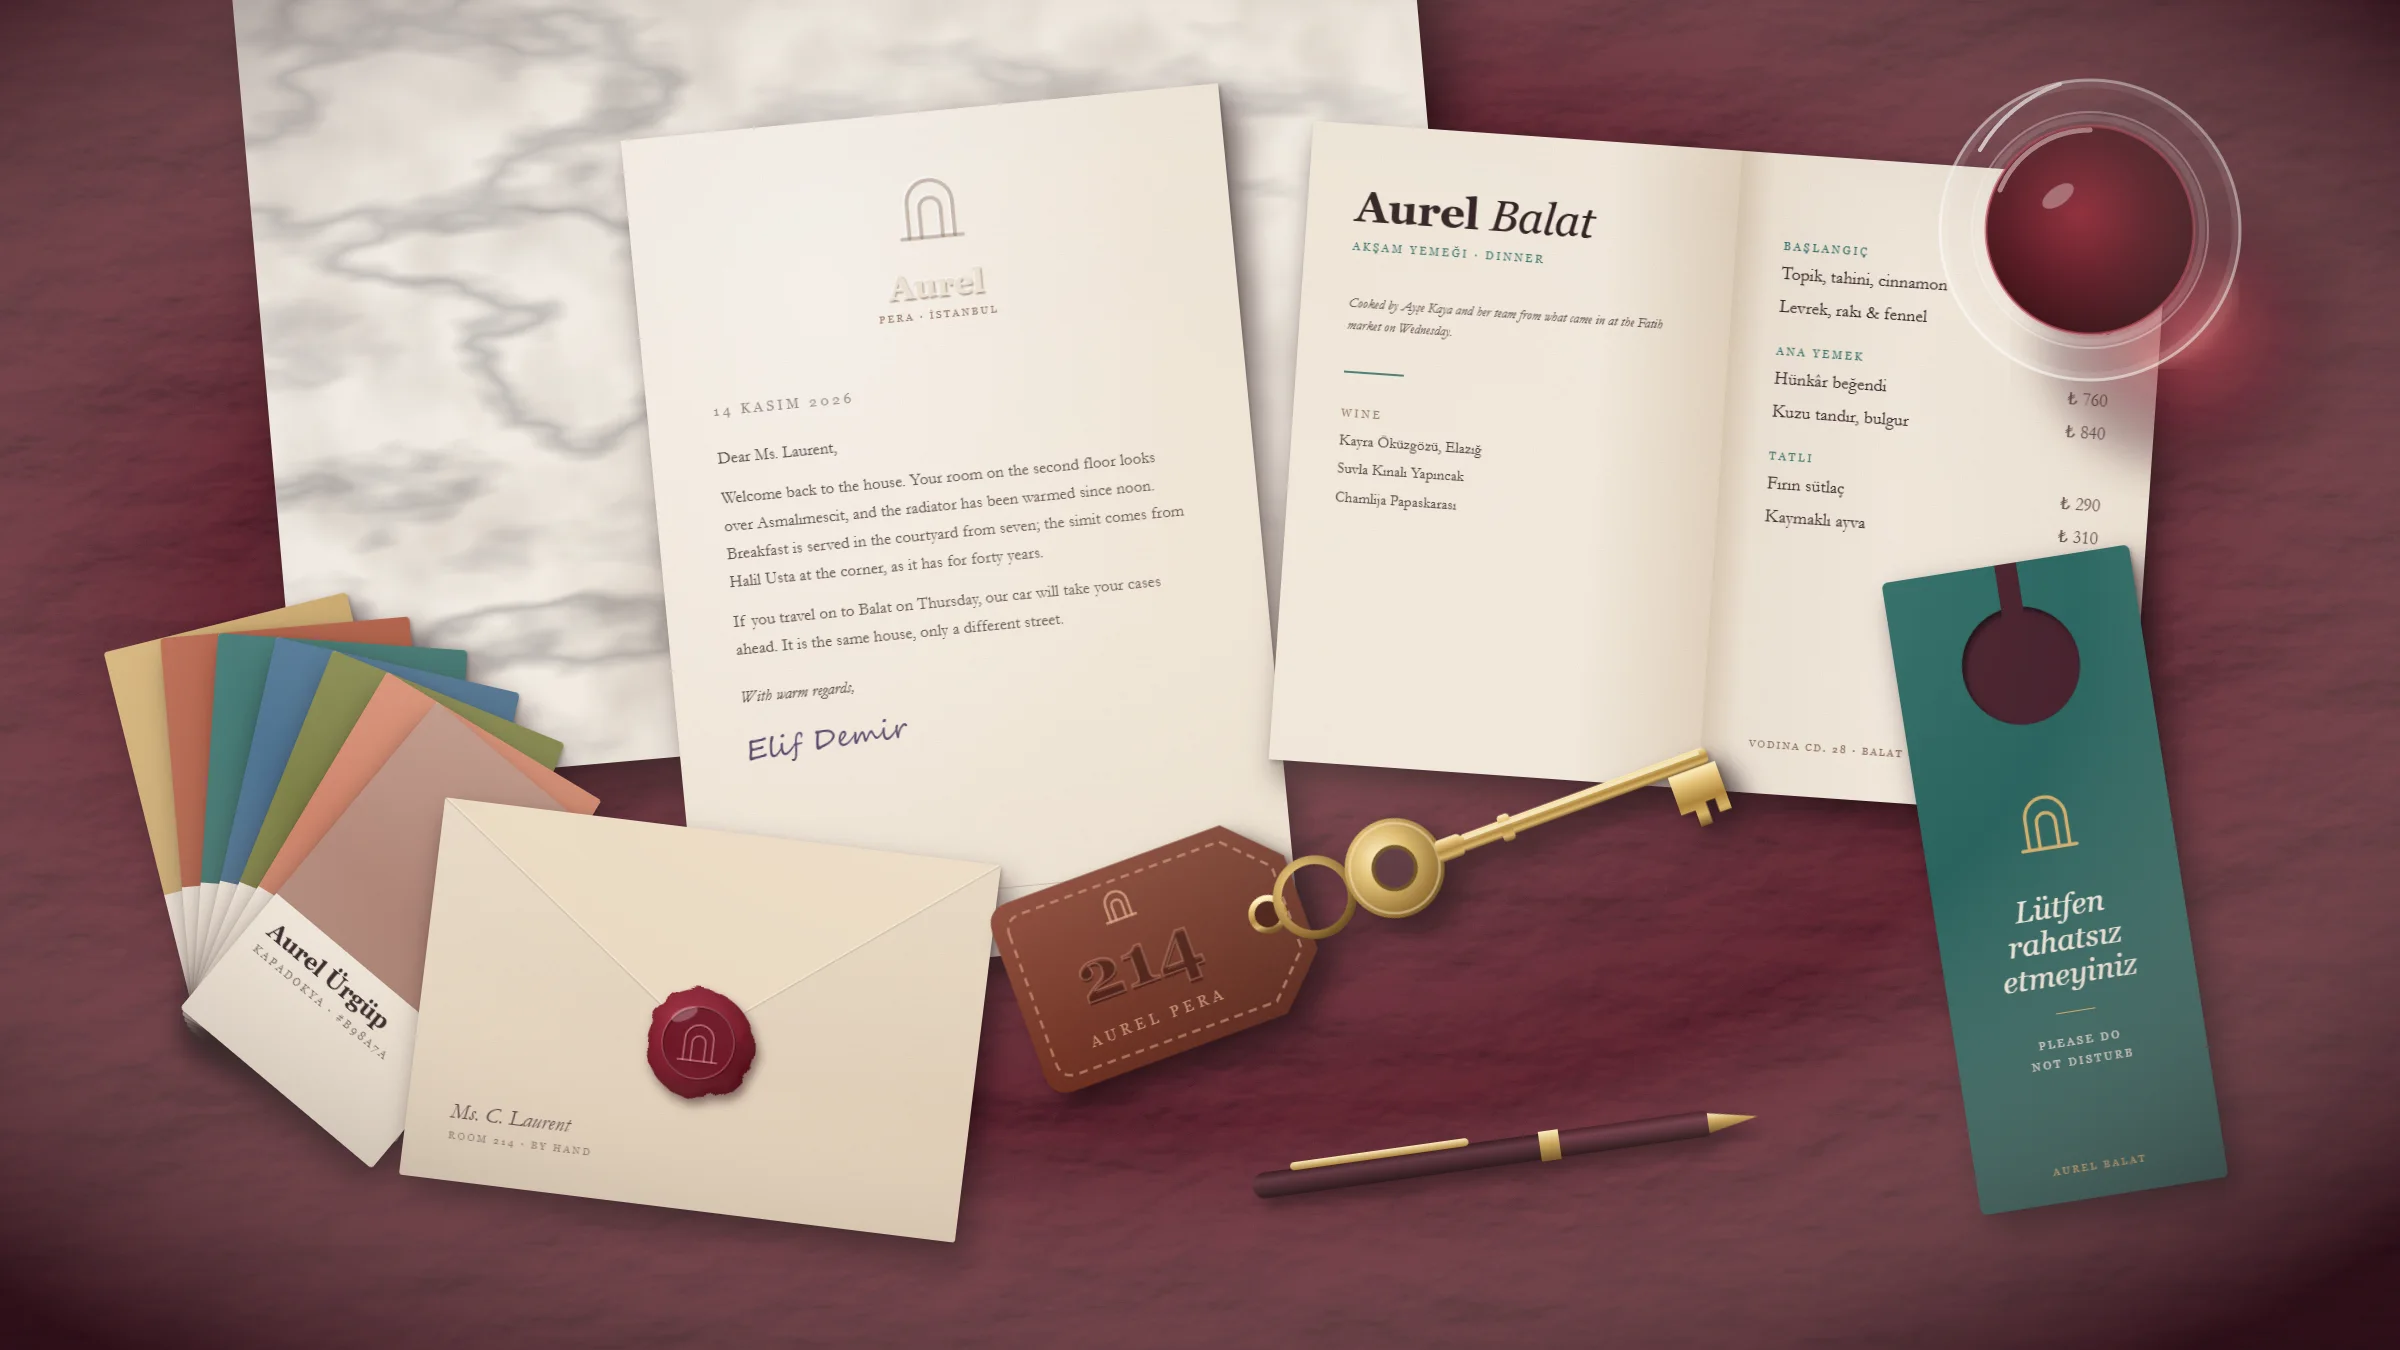 Aurel
PERA · İSTANBUL
14 KASIM 2026
Dear Ms. Laurent,
Welcome back to the house. Your room on the second floor looks
over Asmalımescit, and the radiator has been warmed since noon.
Breakfast is served in the courtyard from seven; the simit comes from
Halil Usta at the corner, as it has for forty years.
If you travel on to Balat on Thursday, our car will take your cases
ahead. It is the same house, only a different street.
With warm regards,
Elif Demir
Aurel Balat
AKŞAM YEMEĞI · DINNER
Cooked by Ayşe Kaya and her team from what came in at the Fatih
market on Wednesday.
WINE
Kayra Öküzgözü, Elazığ
Suvla Kınalı Yapıncak
Chamlija Papaskarası
BAŞLANGIÇ
Topik, tahini, cinnamon
Levrek, rakı & fennel
ANA YEMEK
Hünkâr beğendi ₺ 760
Kuzu tandır, bulgur ₺ 840
TATLI
Fırın sütlaç ₺ 290
Kaymaklı ayva ₺ 310
VODINA CD. 28 · BALAT
Aurel Ürgüp
KAPADOKYA · #B98A7A
Ms. C. Laurent
ROOM 214 · BY HAND
214
AUREL PERA
Lütfen
rahatsız
etmeyiniz
PLEASE DO
NOT DISTURB
AUREL BALAT